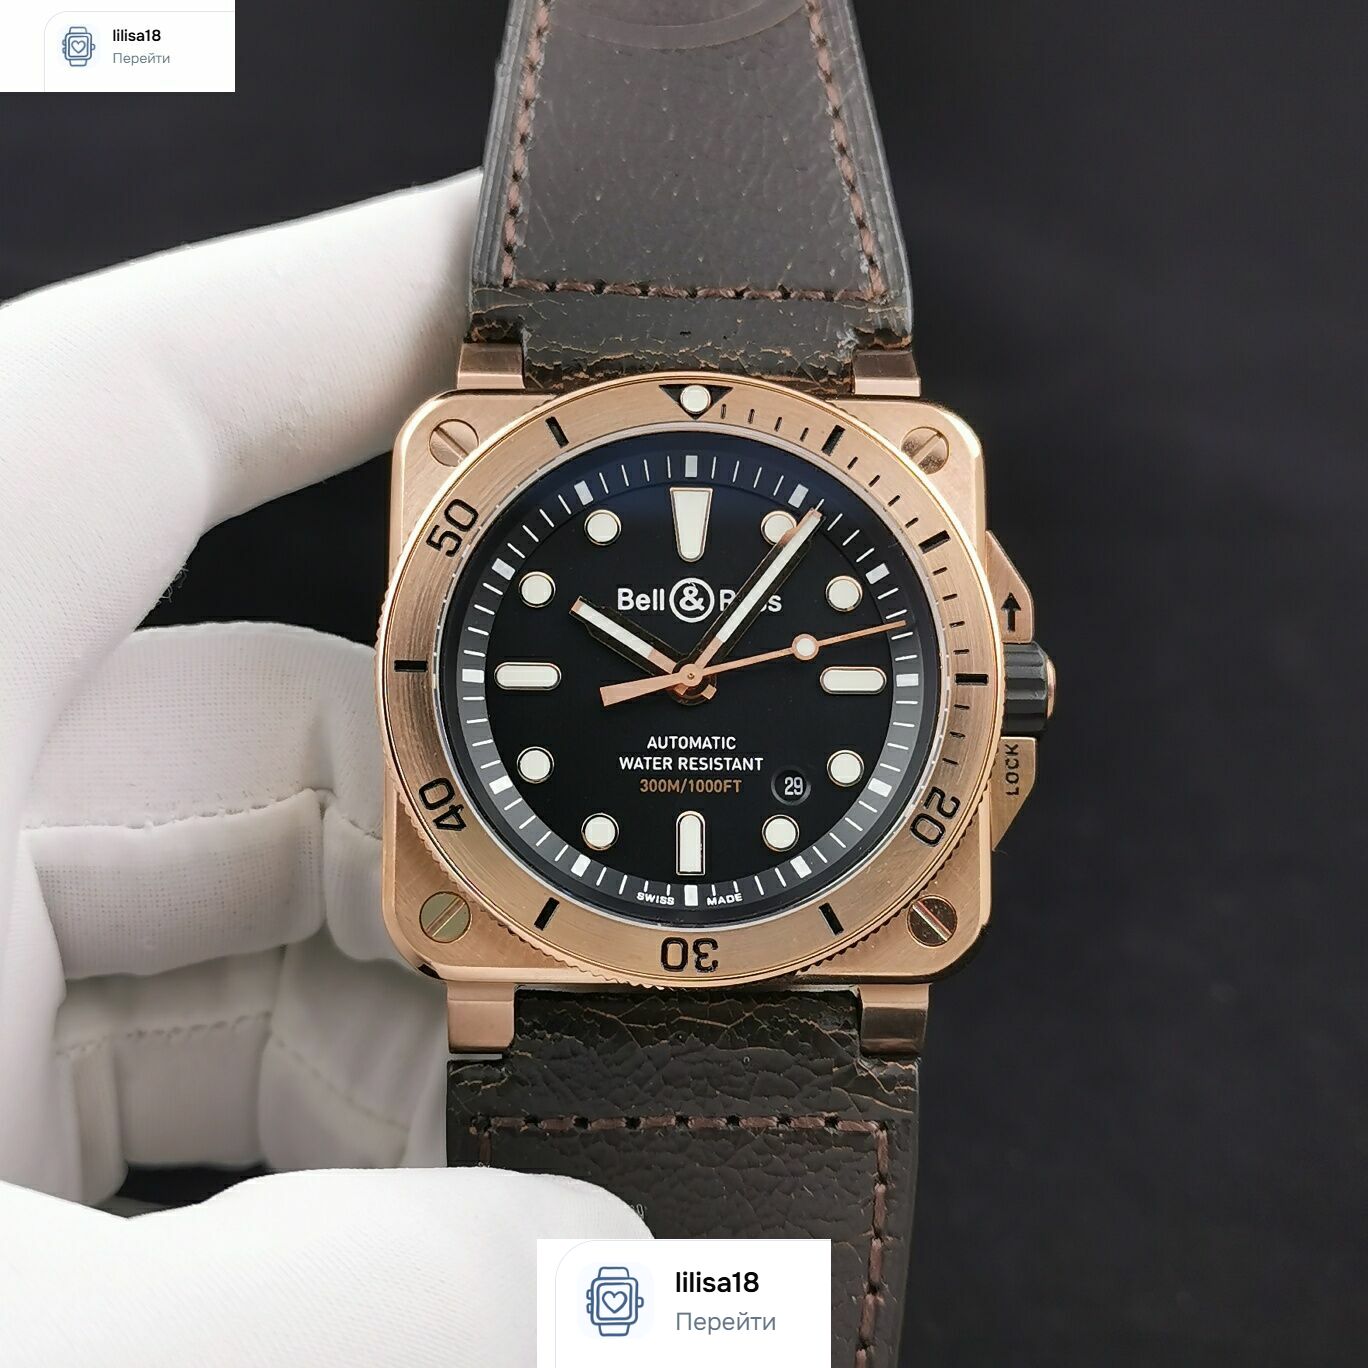 lilisa18
Перейти
50
Bell & Ross
AUTOMATIC
WATER RESISTANT
300M/1000FT
29
LOCK
40
20
SWISS MADE
30
lilisa18
Перейти